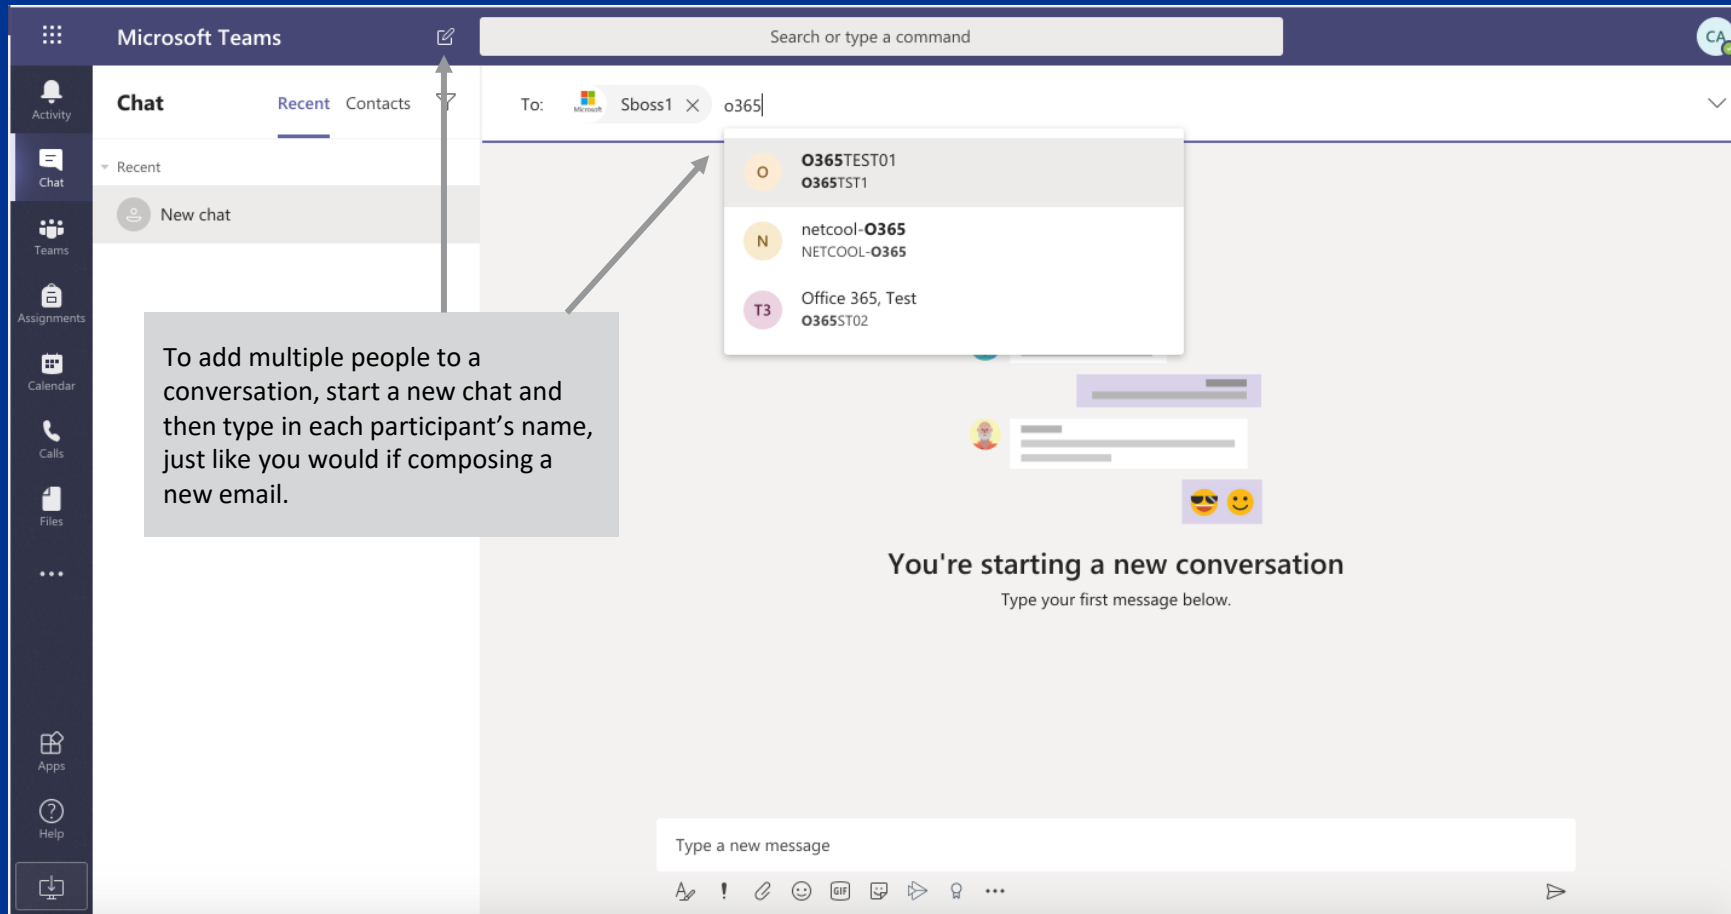 Microsoft Teams
Search or type a command
CA
Activity
Chat
Teams
Assignments
Calendar
Calls
Files
Apps
Help
Chat
Recent Contacts
Recent
New chat
To: Microsoft Sboss1 o365
O O365TEST01
O365TST1
N netcool-O365
NETCOOL-O365
T3 Office 365, Test
O365ST02
To add multiple people to a
conversation, start a new chat and
then type in each participant’s name,
just like you would if composing a
new email.
You're starting a new conversation
Type your first message below.
Type a new message
GIF